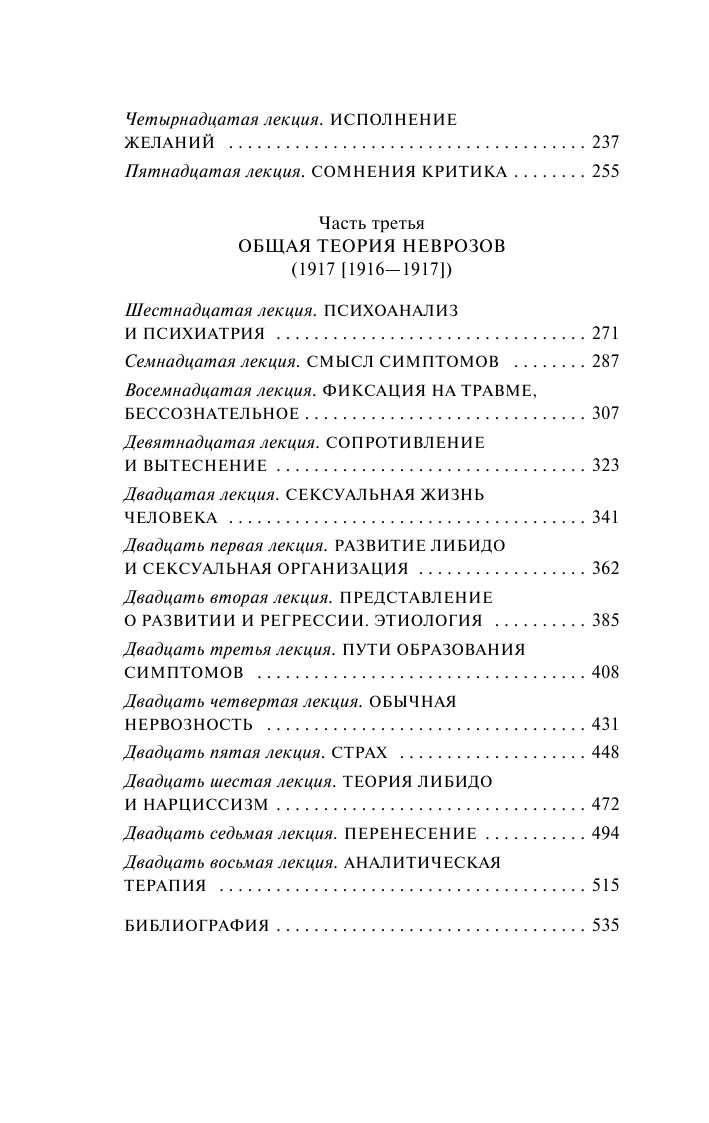 Четырнадцатая лекция. ИСПОЛНЕНИЕ
ЖЕЛАНИЙ . . . . . . . . . . . . . . . . . . . . . . . . . . . . . . . . . . . . . . 237
Пятнадцатая лекция. СОМНЕНИЯ КРИТИКА . . . . . . . . 255
Часть третья
ОБЩАЯ ТЕОРИЯ НЕВРОЗОВ
(1917 [1916—1917])
Шестнадцатая лекция. ПСИХОАНАЛИЗ
И ПСИХИАТРИЯ . . . . . . . . . . . . . . . . . . . . . . . . . . . . . . . . . 271
Семнадцатая лекция. СМЫСЛ СИМПТОМОВ . . . . . . . . 287
Восемнадцатая лекция. ФИКСАЦИЯ НА ТРАВМЕ,
БЕССОЗНАТЕЛЬНОЕ . . . . . . . . . . . . . . . . . . . . . . . . . . . . . . 307
Девятнадцатая лекция. СОПРОТИВЛЕНИЕ
И ВЫТЕСНЕНИЕ . . . . . . . . . . . . . . . . . . . . . . . . . . . . . . . . . 323
Двадцатая лекция. СЕКСУАЛЬНАЯ ЖИЗНЬ
ЧЕЛОВЕКА . . . . . . . . . . . . . . . . . . . . . . . . . . . . . . . . . . . . . . 341
Двадцать первая лекция. РАЗВИТИЕ ЛИБИДО
И СЕКСУАЛЬНАЯ ОРГАНИЗАЦИЯ . . . . . . . . . . . . . . . . . . 362
Двадцать вторая лекция. ПРЕДСТАВЛЕНИЕ
О РАЗВИТИИ И РЕГРЕССИИ. ЭТИОЛОГИЯ . . . . . . . . . . 385
Двадцать третья лекция. ПУТИ ОБРАЗОВАНИЯ
СИМПТОМОВ . . . . . . . . . . . . . . . . . . . . . . . . . . . . . . . . . . . 408
Двадцать четвертая лекция. ОБЫЧНАЯ
НЕРВОЗНОСТЬ . . . . . . . . . . . . . . . . . . . . . . . . . . . . . . . . . . 431
Двадцать пятая лекция. СТРАХ . . . . . . . . . . . . . . . . . . . . 448
Двадцать шестая лекция. ТЕОРИЯ ЛИБИДО
И НАРЦИССИЗМ . . . . . . . . . . . . . . . . . . . . . . . . . . . . . . . . . 472
Двадцать седьмая лекция. ПЕРЕНЕСЕНИЕ . . . . . . . . . . . 494
Двадцать восьмая лекция. АНАЛИТИЧЕСКАЯ
ТЕРАПИЯ . . . . . . . . . . . . . . . . . . . . . . . . . . . . . . . . . . . . . . . 515
БИБЛИОГРАФИЯ . . . . . . . . . . . . . . . . . . . . . . . . . . . . . . . . . 535